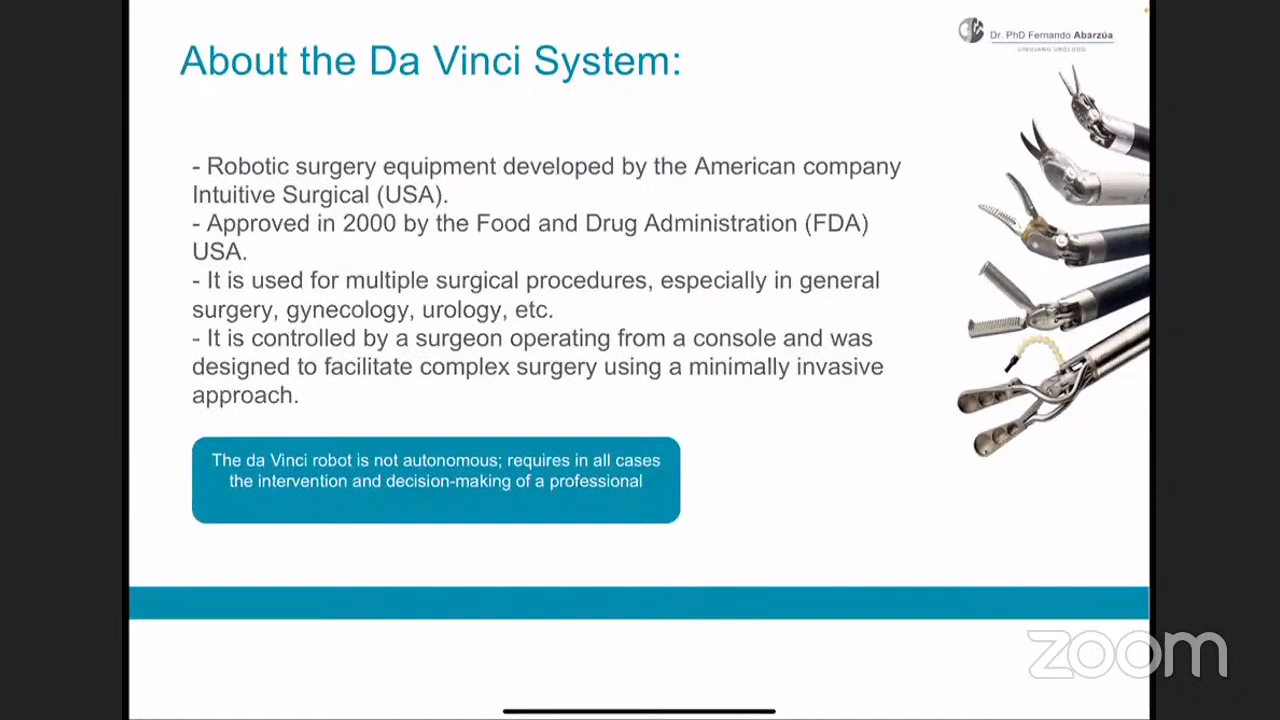 Dr. PhD Fernando Abarzúa
CIRUJANO URÓLOGO
About the Da Vinci System:
- Robotic surgery equipment developed by the American company
Intuitive Surgical (USA).
- Approved in 2000 by the Food and Drug Administration (FDA)
USA.
- It is used for multiple surgical procedures, especially in general
surgery, gynecology, urology, etc.
- It is controlled by a surgeon operating from a console and was
designed to facilitate complex surgery using a minimally invasive
approach.
The da Vinci robot is not autonomous; requires in all cases
the intervention and decision-making of a professional
zoom